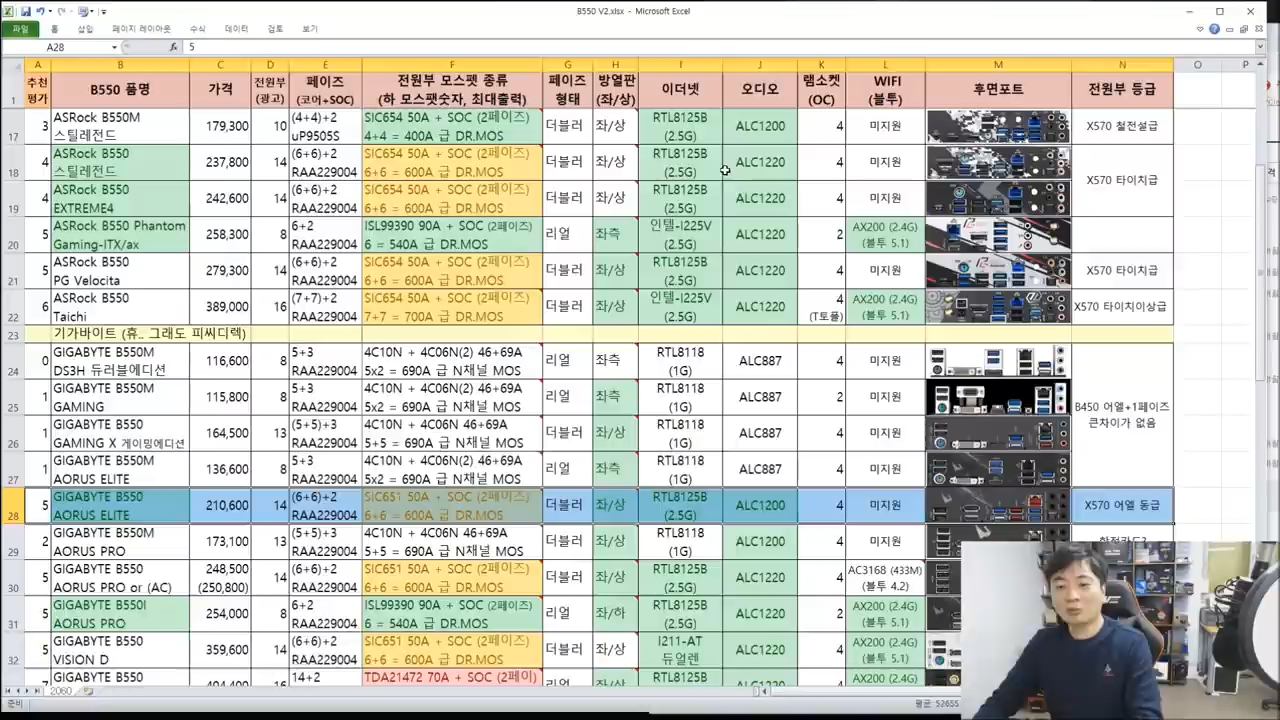 B550 V2.xlsx - Microsoft Excel
파일 홈 삽입 페이지 레이아웃 수식 데이터 검토 보기
A28 fx 5
A B C D E F G H I J K L M N O P
1 추천평가 B550 품명 가격 전원부 (광고) 페이즈 (코어+SOC) 전원부 모스펫 종류 (하 모스펫숫자, 최대출력) 페이즈 형태 방열판 (좌/상) 이더넷 오디오 램소켓 (OC) WIFI (블투) 후면포트 전원부 등급
17 3 ASRock B550M 스틸레전드 179,300 10 (4+4)+2 uP9505S SIC654 50A + SOC (2페이즈) 4+4 = 400A 급 DR.MOS 더블러 좌/상 RTL8125B (2.5G) ALC1200 4 미지원 X570 철전설급
18 4 ASRock B550 스틸레전드 237,800 14 (6+6)+2 RAA229004 SIC654 50A + SOC (2페이즈) 6+6 = 600A 급 DR.MOS 더블러 좌/상 RTL8125B (2.5G) ALC1220 4 미지원 X570 타이치급
19 4 ASRock B550 EXTREME4 242,600 14 (6+6)+2 RAA229004 SIC654 50A + SOC (2페이즈) 6+6 = 600A 급 DR.MOS 더블러 좌/상 RTL8125B (2.5G) ALC1220 4 미지원
20 5 ASRock B550 Phantom Gaming-ITX/ax 258,300 8 6+2 RAA229004 ISL99390 90A + SOC (2페이즈) 6 = 540A 급 DR.MOS 리얼 좌측 인텔-I225V (2.5G) ALC1220 2 AX200 (2.4G) (블투 5.1)
21 5 ASRock B550 PG Velocita 279,300 14 (6+6)+2 RAA229004 SIC654 50A + SOC (2페이즈) 6+6 = 600A 급 DR.MOS 더블러 좌/상 RTL8125B (2.5G) ALC1220 4 미지원 X570 타이치급
22 6 ASRock B550 Taichi 389,000 16 (7+7)+2 RAA229004 SIC654 50A + SOC (2페이즈) 7+7 = 700A 급 DR.MOS 더블러 좌/상 인텔-I225V (2.5G) ALC1220 4 (T토폴) AX200 (2.4G) (블투 5.1) X570 타이치이상급
23 기가바이트 (휴.. 그래도 피씨디렉)
24 0 GIGABYTE B550M DS3H 듀러블에디션 116,600 8 5+3 RAA229004 4C10N + 4C06N(2) 46+69A 5x2 = 690A 급 N채널 MOS 리얼 좌측 RTL8118 (1G) ALC887 4 미지원
25 1 GIGABYTE B550M GAMING 115,800 8 5+3 RAA229004 4C10N + 4C06N(2) 46+69A 5x2 = 690A 급 N채널 MOS 리얼 좌측 RTL8118 (1G) ALC887 2 미지원 B450 어엘+1페이즈 큰차이가 없음
26 1 GIGABYTE B550 GAMING X 게이밍에디션 164,500 13 (5+5)+3 RAA229004 4C10N + 4C06N(2) 46+69A 5+5 = 690A 급 N채널 MOS 더블러 좌/상 RTL8118 (1G) ALC887 4 미지원
27 1 GIGABYTE B550M AORUS ELITE 136,600 8 5+3 RAA229004 4C10N + 4C06N(2) 46+69A 5x2 = 690A 급 N채널 MOS 리얼 좌측 RTL8118 (1G) ALC887 4 미지원
28 5 GIGABYTE B550 AORUS ELITE 210,600 14 (6+6)+2 RAA229004 SIC651 50A + SOC (2페이즈) 6+6 = 600A 급 DR.MOS 더블러 좌/상 RTL8125B (2.5G) ALC1200 4 미지원 X570 어엘 동급
29 2 GIGABYTE B550M AORUS PRO 173,100 13 (5+5)+3 RAA229004 4C10N + 4C06N(2) 46+69A 5+5 = 690A 급 N채널 MOS 더블러 좌/상 RTL8118 (1G) ALC1200 4 미지원
30 5 GIGABYTE B550 AORUS PRO or (AC) 248,500 (250,800) 14 (6+6)+2 RAA229004 SIC651 50A + SOC (2페이즈) 6+6 = 600A 급 DR.MOS 더블러 좌/상 RTL8125B (2.5G) ALC1220 4 AC3168 (433M) (블투 4.2)
31 5 GIGABYTE B550I AORUS PRO 254,000 8 6+2 RAA229004 ISL99390 90A + SOC (2페이즈) 6 = 540A 급 DR.MOS 리얼 좌/하 RTL8125B (2.5G) ALC1220 2 AX200 (2.4G) (블투 5.1)
32 5 GIGABYTE B550 VISION D 359,600 14 (6+6)+2 RAA229004 SIC651 50A + SOC (2페이즈) 6+6 = 600A 급 DR.MOS 더블러 좌/상 I211-AT 듀얼렌 ALC1220 4 AX200 (2.4G) (블투 5.1)
14+2 TDA21472 70A + SOC (2페이) RTL8125B AX200 (2.4G)
2060
준비 평균: 52655